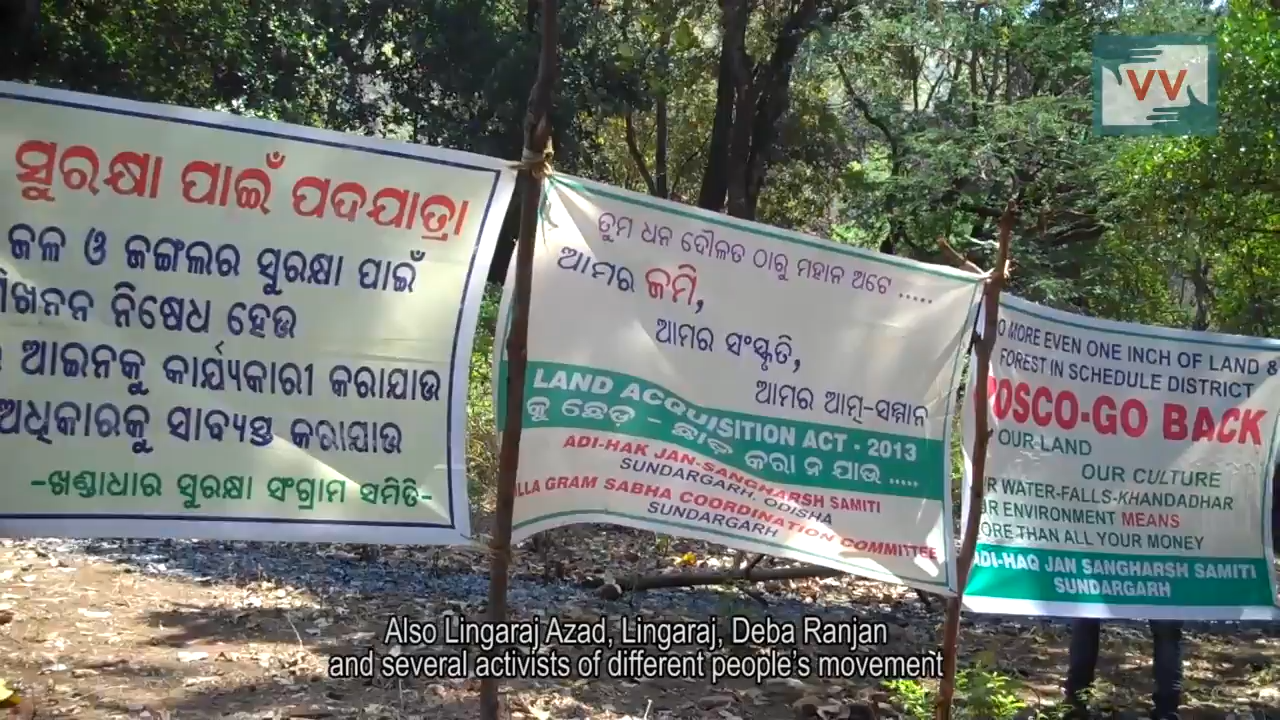 ସୁରକ୍ଷା ପାଇଁ ପଦଯାତ୍ରା
ଜଳ ଓ ଜଙ୍ଗଲର ସୁରକ୍ଷା ପାଇଁ
ନିଷେଧ ହେଉ
ଆଇନକୁ କାର୍ଯ୍ୟକାରୀ କରାଯାଉ
ଅଧିକାରକୁ ସାବ୍ୟସ୍ତ କରାଯାଉ
-ଖଣ୍ଡାଧାର ସୁରକ୍ଷା ସଂଗ୍ରାମ ସମିତି-
ତୁମ ଧନ ଦୌଳତ ଠାରୁ ମହାନ ଅଟେ .....
ଆମର ଜମି,
ଆମର ସଂସ୍କୃତି,
ଆମର ଆତ୍ମ-ସମ୍ମାନ
LAND ACQUISITION ACT - 2013
କୁ ଛେଡ଼ - ଛାଡ଼ କରା ନ ଯାଉ .....
ADI-HAK JAN-SANGHARSH SAMITI
SUNDARGARH, ODISHA
GRAM SABHA COORDINATION COMMITTEE
SUNDARGARH
MORE EVEN ONE INCH OF LAND &
FOREST IN SCHEDULE DISTRICT
POSCO-GO BACK
OUR-LAND
OUR CULTURE
WATER-FALLS-KHANDADHAR
ENVIRONMENT MEANS
THAN ALL YOUR MONEY
ADI-HAQ JAN SANGHARSH SAMITI
SUNDARGARH
VV
Also Lingaraj Azad, Lingaraj, Deba Ranjan
and several activists of different people's movement